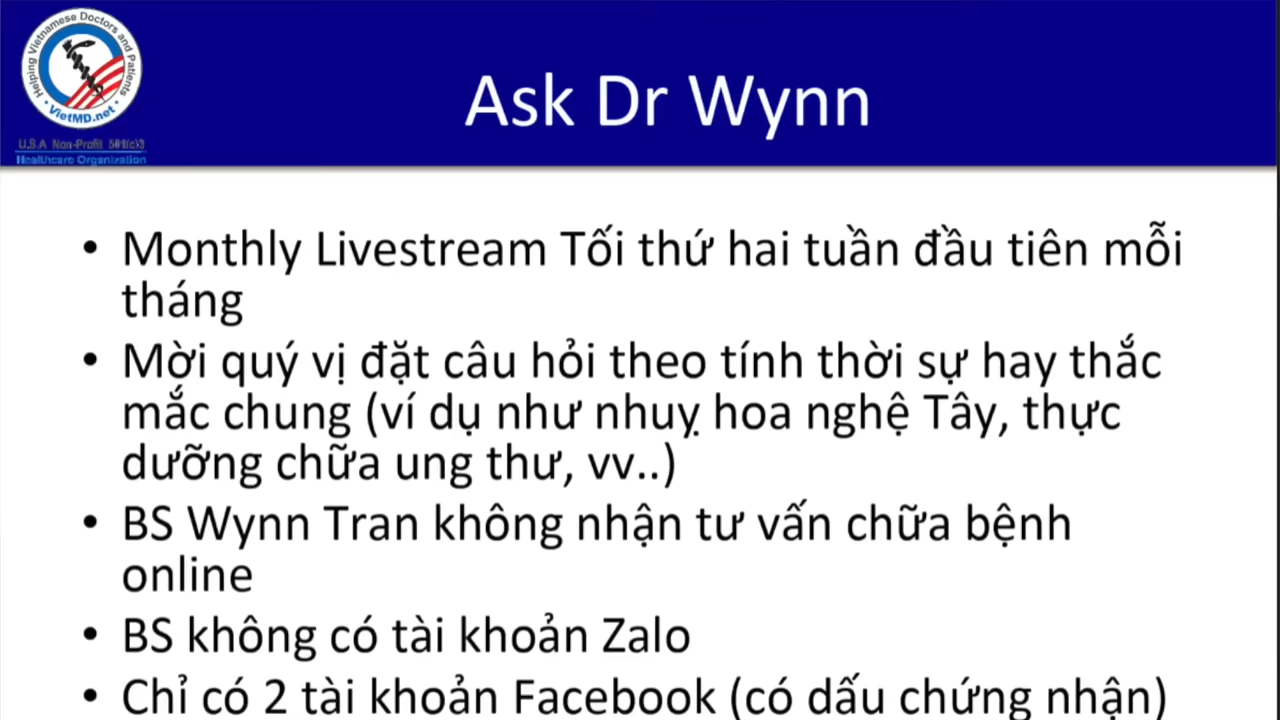 Helping Vietnamese Doctors and Patients
• VietMD.net •
U.S.A Non-Profit 501(c)3
Healthcare Organization
Ask Dr Wynn
• Monthly Livestream Tối thứ hai tuần đầu tiên mỗi
tháng
• Mời quý vị đặt câu hỏi theo tính thời sự hay thắc
mắc chung (ví dụ như nhuỵ hoa nghệ Tây, thực
dưỡng chữa ung thư, vv..)
• BS Wynn Tran không nhận tư vấn chữa bệnh
online
• BS không có tài khoản Zalo
• Chỉ có 2 tài khoản Facebook (có dấu chứng nhận)